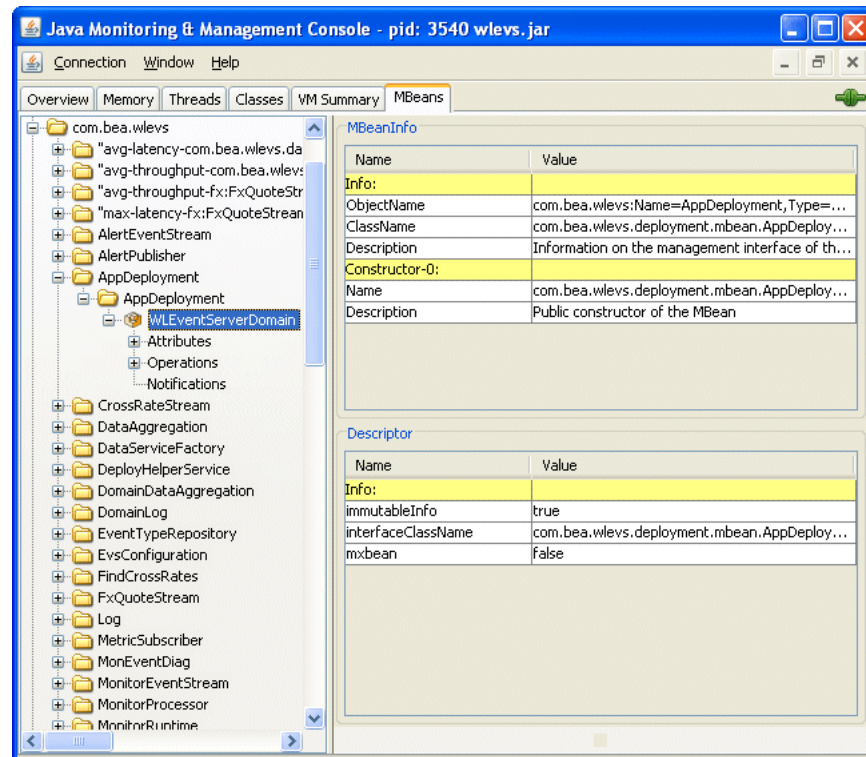 Java Monitoring & Management Console - pid: 3540 wlevs.jar
Connection Window Help
Overview Memory Threads Classes VM Summary MBeans
com.bea.wlevs
"avg-latency-com.bea.wlevs.da
"avg-throughput-com.bea.wlevs
"avg-throughput-fx:FxQuoteStr
"max-latency-fx:FxQuoteStrean
AlertEventStream
AlertPublisher
AppDeployment
AppDeployment
WLEventServerDomain
Attributes
Operations
Notifications
CrossRateStream
DataAggregation
DataServiceFactory
DeployHelperService
DomainDataAggregation
DomainLog
EventTypeRepository
EvsConfiguration
FindCrossRates
FxQuoteStream
Log
MetricSubscriber
MonEventDiag
MonitorEventStream
MonitorProcessor
MonitorRuntime
MBeanInfo
Name Value
Info:
ObjectName com.bea.wlevs:Name=AppDeployment,Type=...
ClassName com.bea.wlevs.deployment.mbean.AppDeploy...
Description Information on the management interface of th...
Constructor-0:
Name com.bea.wlevs.deployment.mbean.AppDeploy...
Description Public constructor of the MBean
Descriptor
Name Value
Info:
immutableInfo true
interfaceClassName com.bea.wlevs.deployment.mbean.AppDeploy...
mxbean false